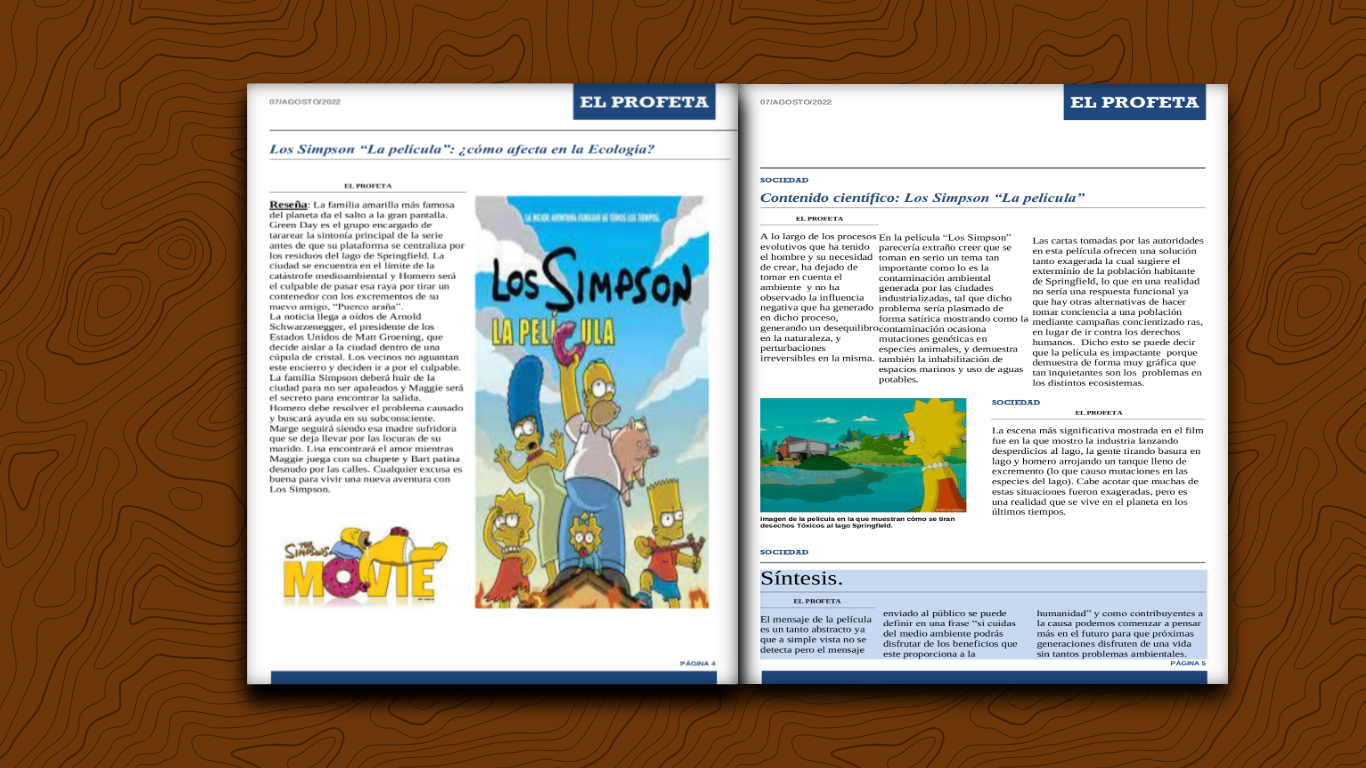 07/AGOSTO/2022
EL PROFETA
Los Simpson “La película”: ¿cómo afecta en la Ecología?
EL PROFETA
Reseña: La familia amarilla más famosa
del planeta da el salto a la gran pantalla.
Green Day es el grupo encargado de
tararear la sintonía principal de la serie
antes de que su plataforma se centraliza por
los residuos del lago de Springfield. La
ciudad se encuentra en el límite de la
catástrofe medioambiental y Homero será
el culpable de pasar esa raya por tirar un
contenedor con los excrementos de su
nuevo amigo, “Puerco araña”.
La noticia llega a oídos de Arnold
Schwarzenegger, el presidente de los
Estados Unidos de Matt Groening, que
decide aislar a la ciudad dentro de una
cúpula de cristal. Los vecinos no aguantan
este encierro y deciden ir a por el culpable.
La familia Simpson deberá huir de la
ciudad para no ser apaleados y Maggie será
el secreto para encontrar la salida.
Homero debe resolver el problema causado
y buscará ayuda en su subconsciente.
Marge seguirá siendo esa madre sufridora
que se deja llevar por las locuras de su
marido. Lisa encontrará el amor mientras
Maggie juega con su chupete y Bart patina
desnudo por las calles. Cualquier excusa es
buena para vivir una nueva aventura con
Los Simpson.
LA MEJOR AVENTURA FAMILIAR DE TODOS LOS TIEMPOS.
LOS SIMPSON
LA PELÍCULA
THE
SIMPSONS
MOVIE
PÁGINA 4
07/AGOSTO/2022
EL PROFETA
SOCIEDAD
Contenido científico: Los Simpson “La película”
EL PROFETA
A lo largo de los procesos
evolutivos que ha tenido
el hombre y su necesidad
de crear, ha dejado de
tomar en cuenta el
ambiente y no ha
observado la influencia
negativa que ha generado
en dicho proceso,
generando un desequilibro
en la naturaleza, y
perturbaciones
irreversibles en la misma.
En la película “Los Simpson”
parecería extraño creer que se
toman en serio un tema tan
importante como lo es la
contaminación ambiental
generada por las ciudades
industrializadas, tal que dicho
problema sería plasmado de
forma satírica mostrando como la
contaminación ocasiona
mutaciones genéticas en
especies animales, y demuestra
también la inhabilitación de
espacios marinos y uso de aguas
potables.
Las cartas tomadas por las autoridades
en esta película ofrecen una solución
tanto exagerada la cual sugiere el
exterminio de la población habitante
de Springfield, lo que en una realidad
no sería una respuesta funcional ya
que hay otras alternativas de hacer
tomar conciencia a una población
mediante campañas concientizado ras,
en lugar de ir contra los derechos
humanos. Dicho esto se puede decir
que la película es impactante porque
demuestra de forma muy gráfica que
tan inquietantes son los problemas en
los distintos ecosistemas.
Imagen de la película en la que muestran cómo se tiran
desechos Tóxicos al lago Springfield.
SOCIEDAD
EL PROFETA
La escena más significativa mostrada en el film
fue en la que mostro la industria lanzando
desperdicios al lago, la gente tirando basura en
lago y homero arrojando un tanque lleno de
excremento (lo que causo mutaciones en las
especies del lago). Cabe acotar que muchas de
estas situaciones fueron exageradas, pero es
una realidad que se vive en el planeta en los
últimos tiempos.
SOCIEDAD
Síntesis.
EL PROFETA
El mensaje de la película
es un tanto abstracto ya
que a simple vista no se
detecta pero el mensaje
enviado al público se puede
definir en una frase “si cuidas
del medio ambiente podrás
disfrutar de los beneficios que
este proporciona a la
humanidad” y como contribuyentes a
la causa podemos comenzar a pensar
más en el futuro para que próximas
generaciones disfruten de una vida
sin tantos problemas ambientales.
PÁGINA 5